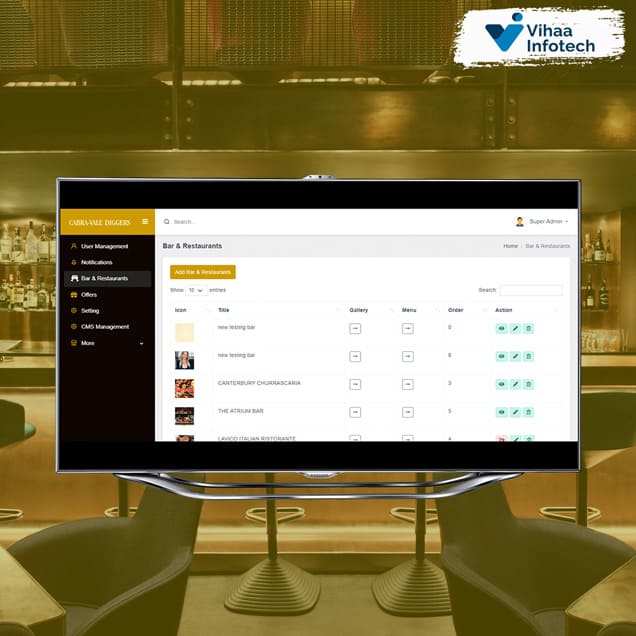 Vihaa
Infotech
CABRA-VALE DIGGERS
Search...
Super Admin
User Management
Notifications
Bar & Restaurants
Offers
Setting
CMS Management
More
Bar & Restaurants
Home / Bar & Restaurants
Add Bar & Restaurants
Show 10 entries
Search:
Icon Title Gallery Menu Order Action
new testing bar 0
new testing bar 6
CANTERBURY CHURRASCARIA 3
THE ATRIUM BAR 5
LAVICO ITALIAN RISTORANTE 4